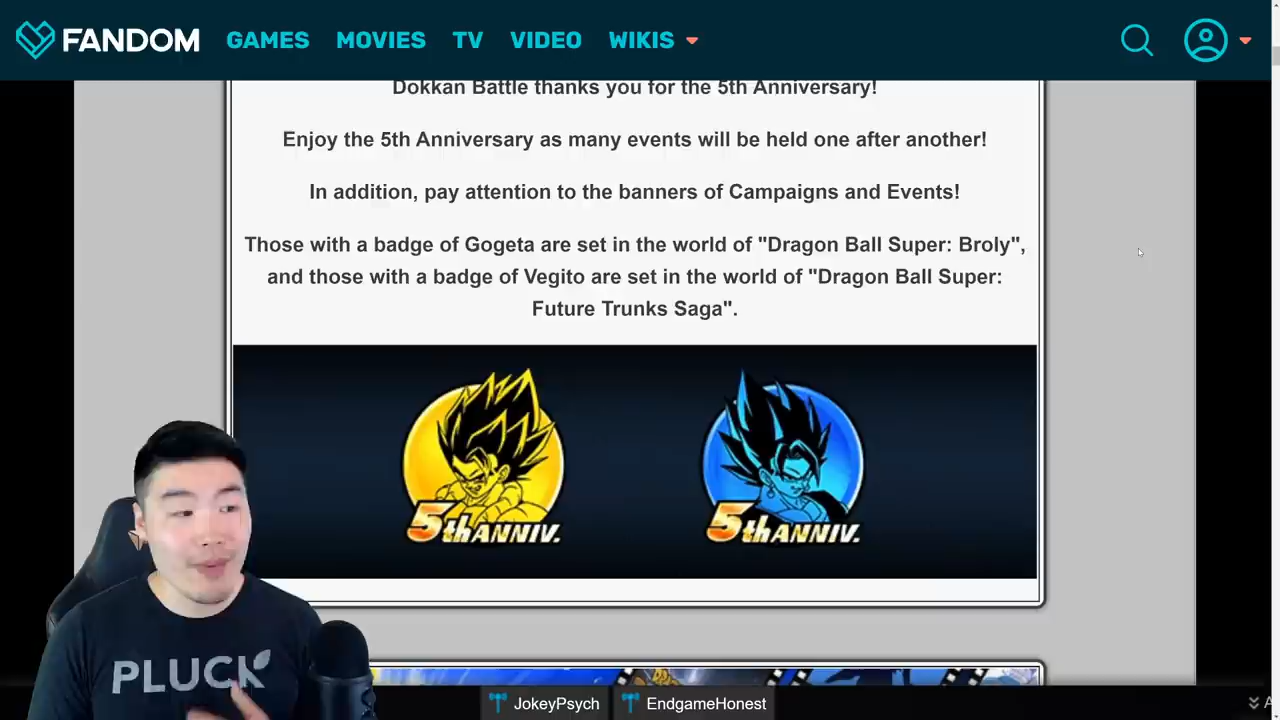 FANDOM GAMES MOVIES TV VIDEO WIKIS
Dokkan Battle thanks you for the 5th Anniversary!
Enjoy the 5th Anniversary as many events will be held one after another!
In addition, pay attention to the banners of Campaigns and Events!
Those with a badge of Gogeta are set in the world of "Dragon Ball Super: Broly",
and those with a badge of Vegito are set in the world of "Dragon Ball Super:
Future Trunks Saga".
5th ANNIV. 5th ANNIV.
PLUCK
JokeyPsych EndgameHonest